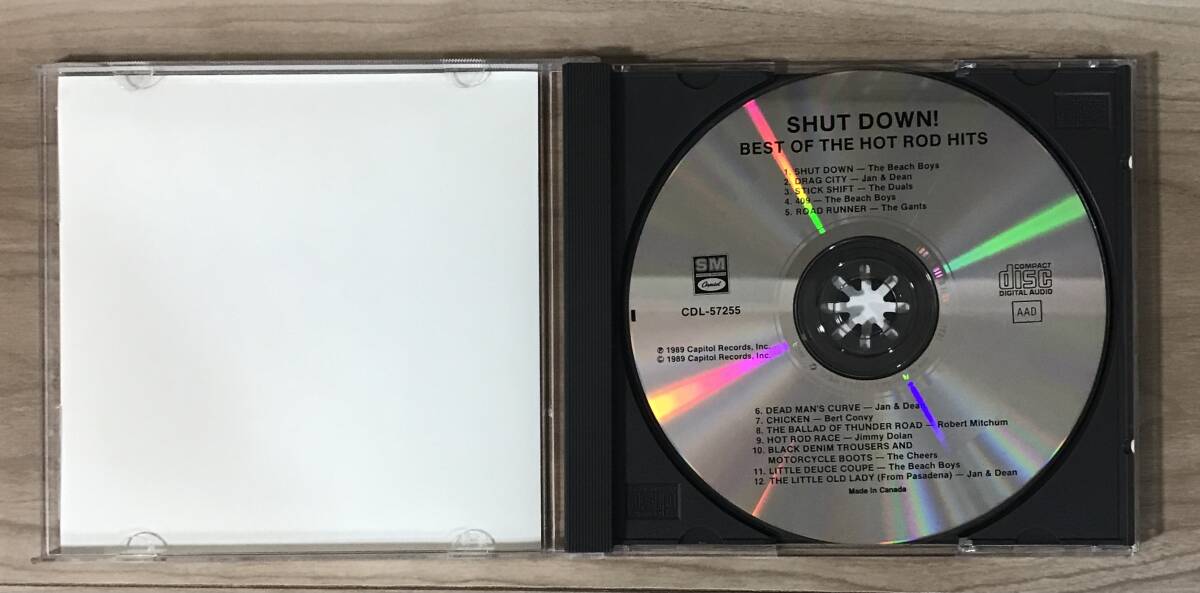 SHUT DOWN!
BEST OF THE HOT ROD HITS
1. SHUT DOWN — The Beach Boys
2. DRAG CITY — Jan & Dean
3. STICK SHIFT — The Duals
4. 409 — The Beach Boys
5. ROAD RUNNER — The Gants
SM
Capitol
CDL-57255
COMPACT
disc
DIGITAL AUDIO
AAD
℗ 1989 Capitol Records, Inc.
© 1989 Capitol Records, Inc.
6. DEAD MAN'S CURVE — Jan & Dean
7. CHICKEN — Bert Convy
8. THE BALLAD OF THUNDER ROAD — Robert Mitchum
9. HOT ROD RACE — Jimmy Dolan
10. BLACK DENIM TROUSERS AND
MOTORCYCLE BOOTS — The Cheers
11. LITTLE DEUCE COUPE — The Beach Boys
12. THE LITTLE OLD LADY (From Pasadena) — Jan & Dean
Made in Canada